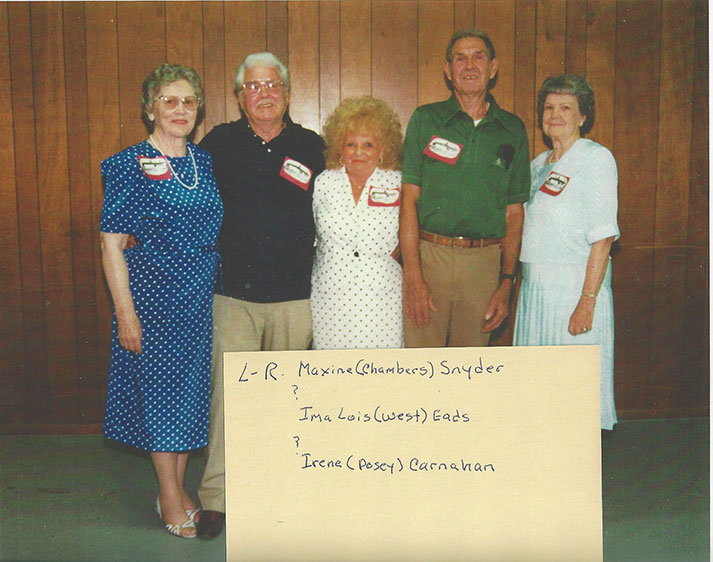 L-R. Maxine (Chambers) Snyder
?
Ima Lois (West) Eads
?
Irene (Posey) Carnahan